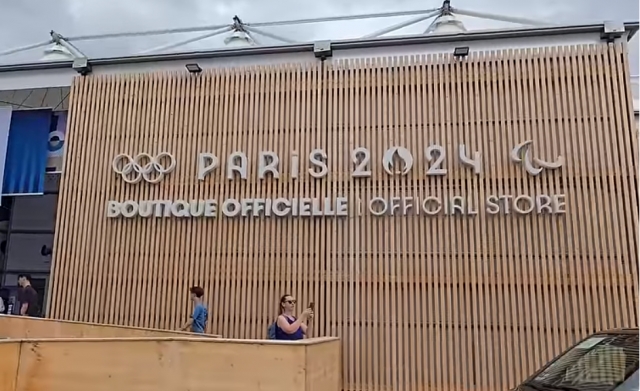 PARIS 2024
BOUTIQUE OFFICIELLE | OFFICIAL STORE